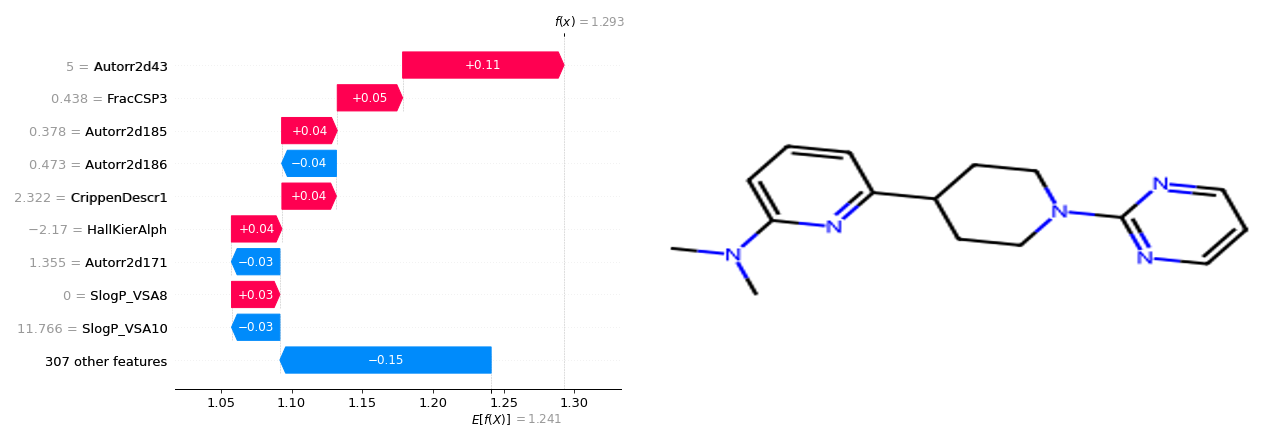 f(x) = 1.293
5 = Autorr2d43
+0.11
0.438 = FracCSP3
+0.05
0.378 = Autorr2d185
+0.04
0.473 = Autorr2d186
−0.04
2.322 = CrippenDescr1
+0.04
−2.17 = HallKierAlph
+0.04
1.355 = Autorr2d171
−0.03
0 = SlogP_VSA8
+0.03
11.766 = SlogP_VSA10
−0.03
307 other features
−0.15
1.05 1.10 1.15 1.20 1.25 1.30
E[f(X)] = 1.241
N
N
N
N
N